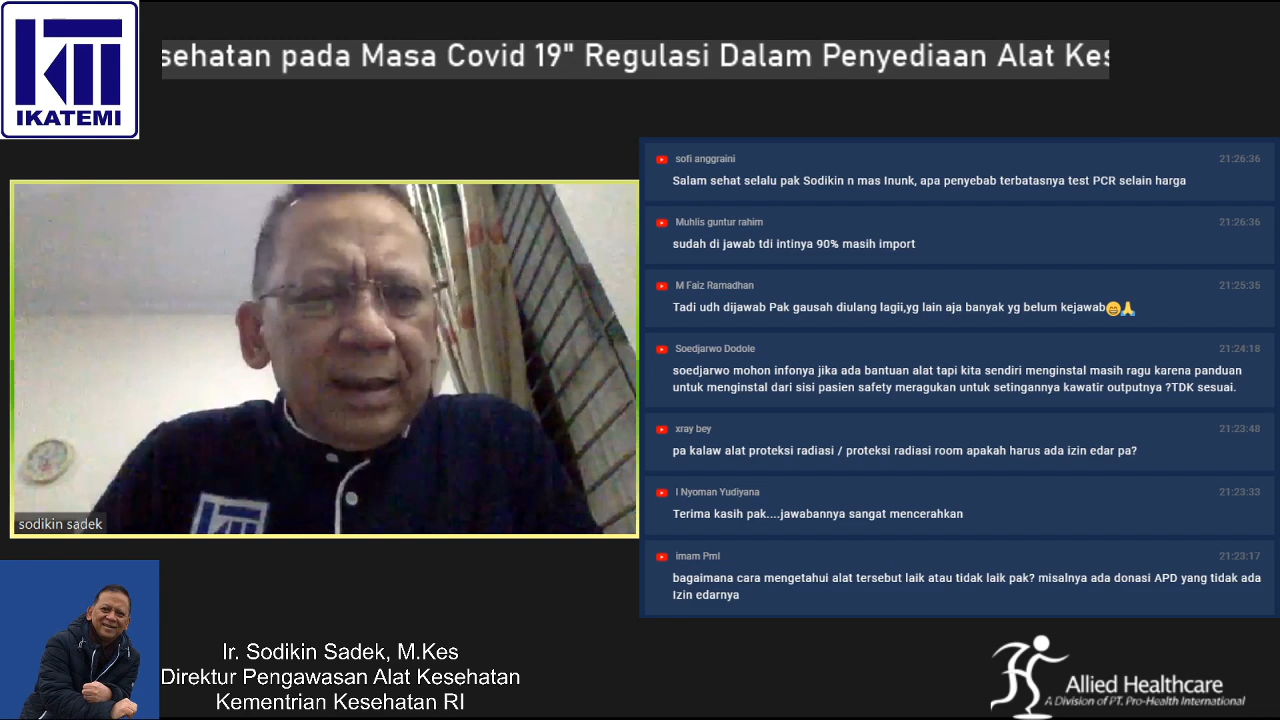 IKATEMI
sehatan pada Masa Covid 19" Regulasi Dalam Penyediaan Alat Kes
sofi anggraini 21:26:36
Salam sehat selalu pak Sodikin n mas Inunk, apa penyebab terbatasnya test PCR selain harga
Muhlis guntur rahim 21:26:36
sudah di jawab tdi intinya 90% masih import
M Faiz Ramadhan 21:25:35
Tadi udh dijawab Pak gausah diulang lagii,yg lain aja banyak yg belum kejawab😁🙏
Soedjarwo Dodole 21:24:18
soedjarwo mohon infonya jika ada bantuan alat tapi kita sendiri menginstal masih ragu karena panduan
untuk menginstal dari sisi pasien safety meragukan untuk setingannya kawatir outputnya ?TDK sesuai.
xray bey 21:23:48
pa kalaw alat proteksi radiasi / proteksi radiasi room apakah harus ada izin edar pa?
I Nyoman Yudiyana 21:23:33
Terima kasih pak....jawabannya sangat mencerahkan
imam Pml 21:23:17
bagaimana cara mengetahui alat tersebut laik atau tidak laik pak? misalnya ada donasi APD yang tidak ada
Izin edarnya
sodikin sadek
Ir. Sodikin Sadek, M.Kes
Direktur Pengawasan Alat Kesehatan
Kementrian Kesehatan RI
Allied Healthcare
A Division of PT. Pro-Health International